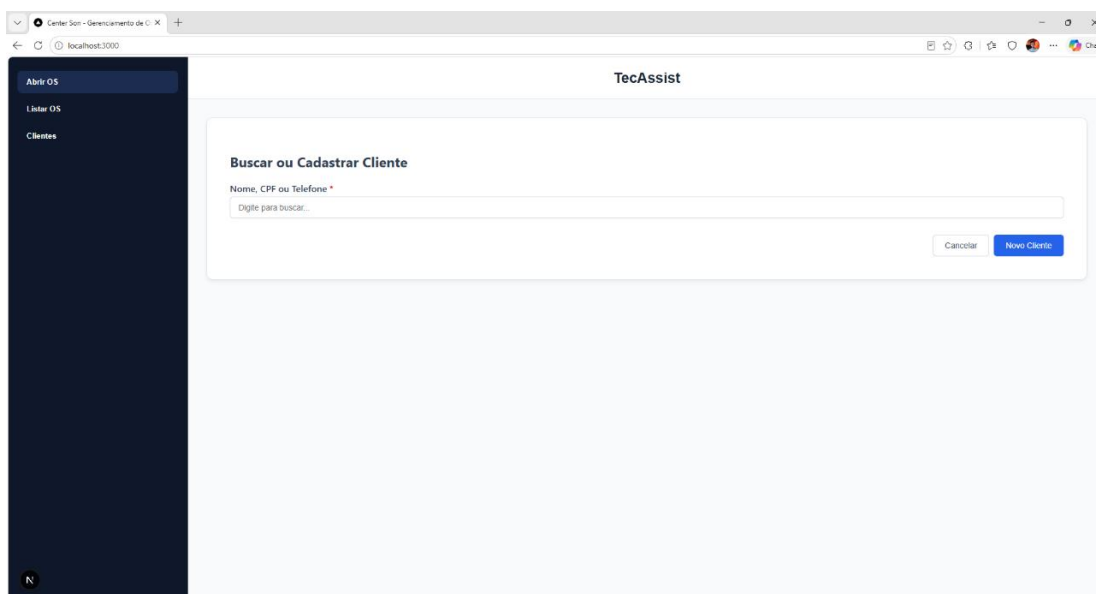 Center Son - Gerenciamento de O
localhost:3000
TecAssist
Abrir OS
Listar OS
Clientes
Buscar ou Cadastrar Cliente
Nome, CPF ou Telefone *
Digite para buscar...
Cancelar
Novo Cliente
N